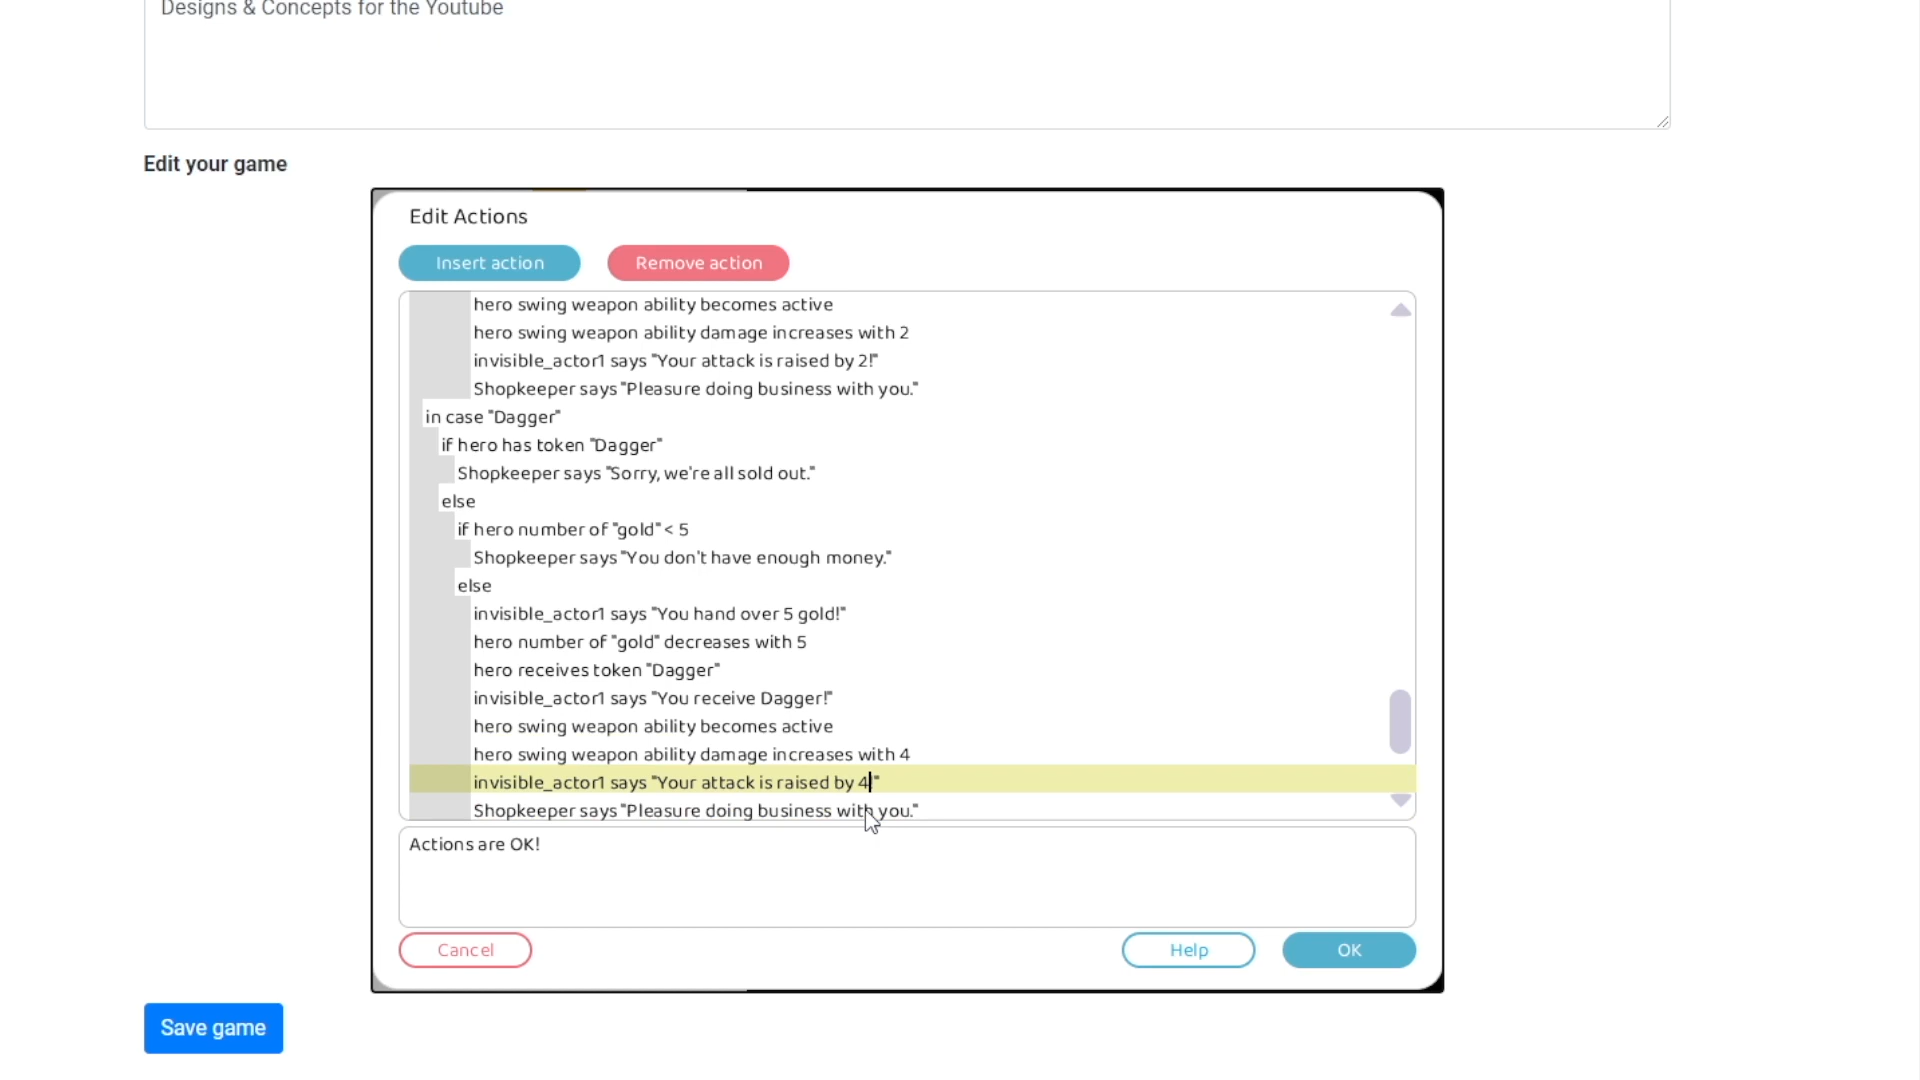 Designs & Concepts for the Youtube
Edit your game
Edit Actions
Insert action
Remove action
hero swing weapon ability becomes active
hero swing weapon ability damage increases with 2
invisible_actor1 says "Your attack is raised by 2!"
Shopkeeper says "Pleasure doing business with you."
in case "Dagger"
if hero has token "Dagger"
Shopkeeper says "Sorry, we're all sold out."
else
if hero number of "gold" < 5
Shopkeeper says "You don't have enough money."
else
invisible_actor1 says "You hand over 5 gold!"
hero number of "gold" decreases with 5
hero receives token "Dagger"
invisible_actor1 says "You receive Dagger!"
hero swing weapon ability becomes active
hero swing weapon ability damage increases with 4
invisible_actor1 says "Your attack is raised by 4!"
Shopkeeper says "Pleasure doing business with you."
Actions are OK!
Cancel
Help
OK
Save game